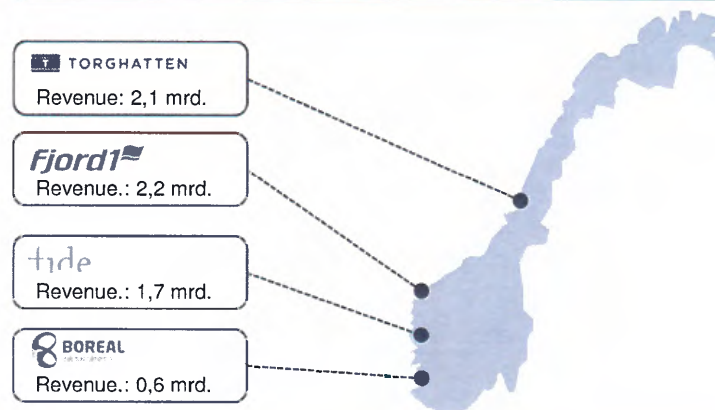 TORGHATTEN
Revenue: 2,1 mrd.
Fjord1
Revenue.: 2,2 mrd.
tide
Revenue.: 1,7 mrd.
BOREAL
Revenue.: 0,6 mrd.